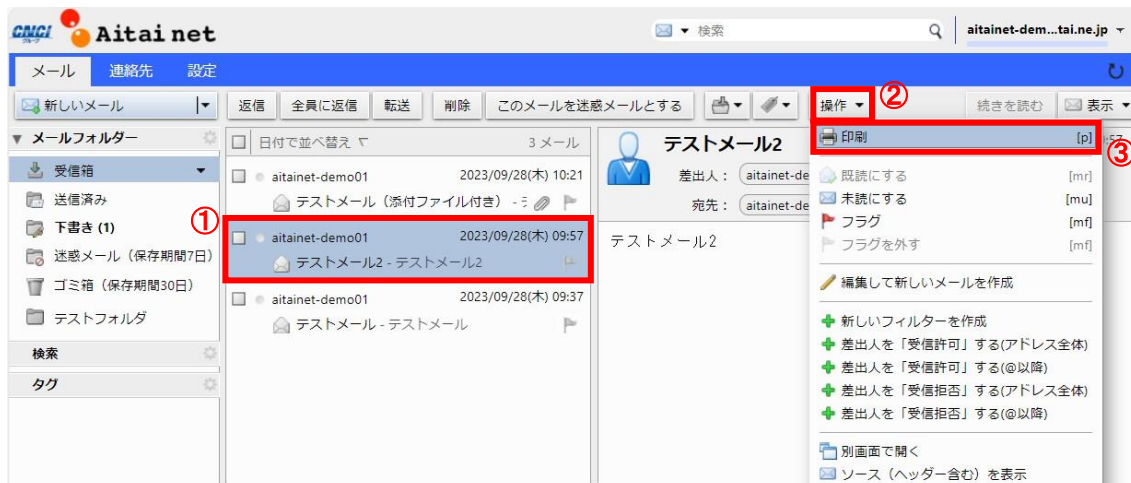 CNCI グループ Aitai net
検索
aitainet-dem...tai.ne.jp
メール 連絡先 設定
新しいメール
返信 全員に返信 転送 削除 このメールを迷惑メールとする 操作 続きを読む 表示
②
メールフォルダー
受信箱
送信済み
下書き (1)
迷惑メール（保存期間7日）
ゴミ箱（保存期間30日）
テストフォルダ
検索
タグ
日付で並べ替え 3 メール
aitainet-demo01 2023/09/28(木) 10:21
テストメール（添付ファイル付き） -
①
aitainet-demo01 2023/09/28(木) 09:57
テストメール2 - テストメール2
aitainet-demo01 2023/09/28(木) 09:37
テストメール - テストメール
テストメール2
差出人： aitainet-de
宛先： aitainet-de
テストメール2
印刷 [p]
③
:57
既読にする [mr]
未読にする [mu]
フラグ [mf]
フラグを外す [mf]
編集して新しいメールを作成
新しいフィルターを作成
差出人を「受信許可」する(アドレス全体)
差出人を「受信許可」する(@以降)
差出人を「受信拒否」する(アドレス全体)
差出人を「受信拒否」する(@以降)
別画面で開く
ソース（ヘッダー含む）を表示